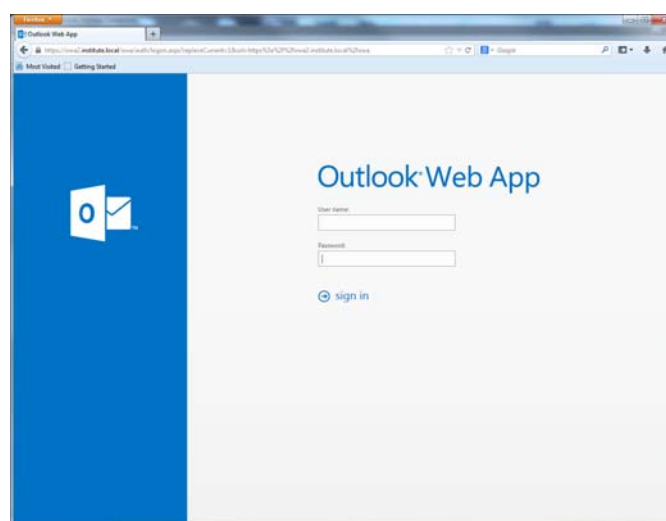 Firefox
Outlook Web App
Google
Most Visited Getting Started
Outlook Web App
User name:
Password:
sign in